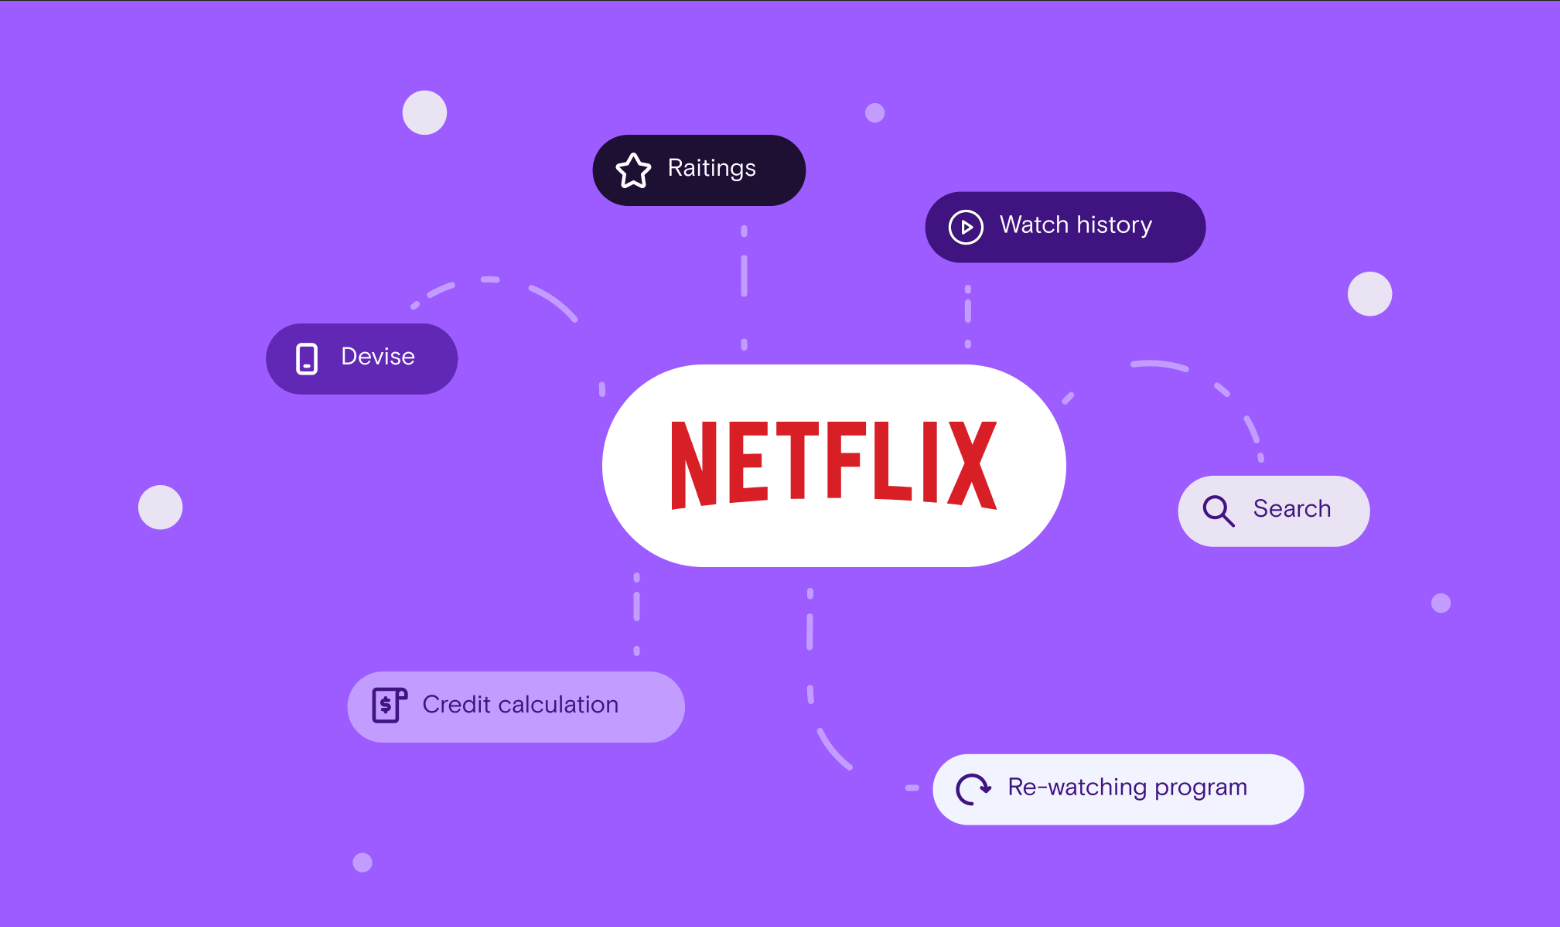 Raitings
Watch history
Devise
NETFLIX
Search
Credit calculation
Re-watching program